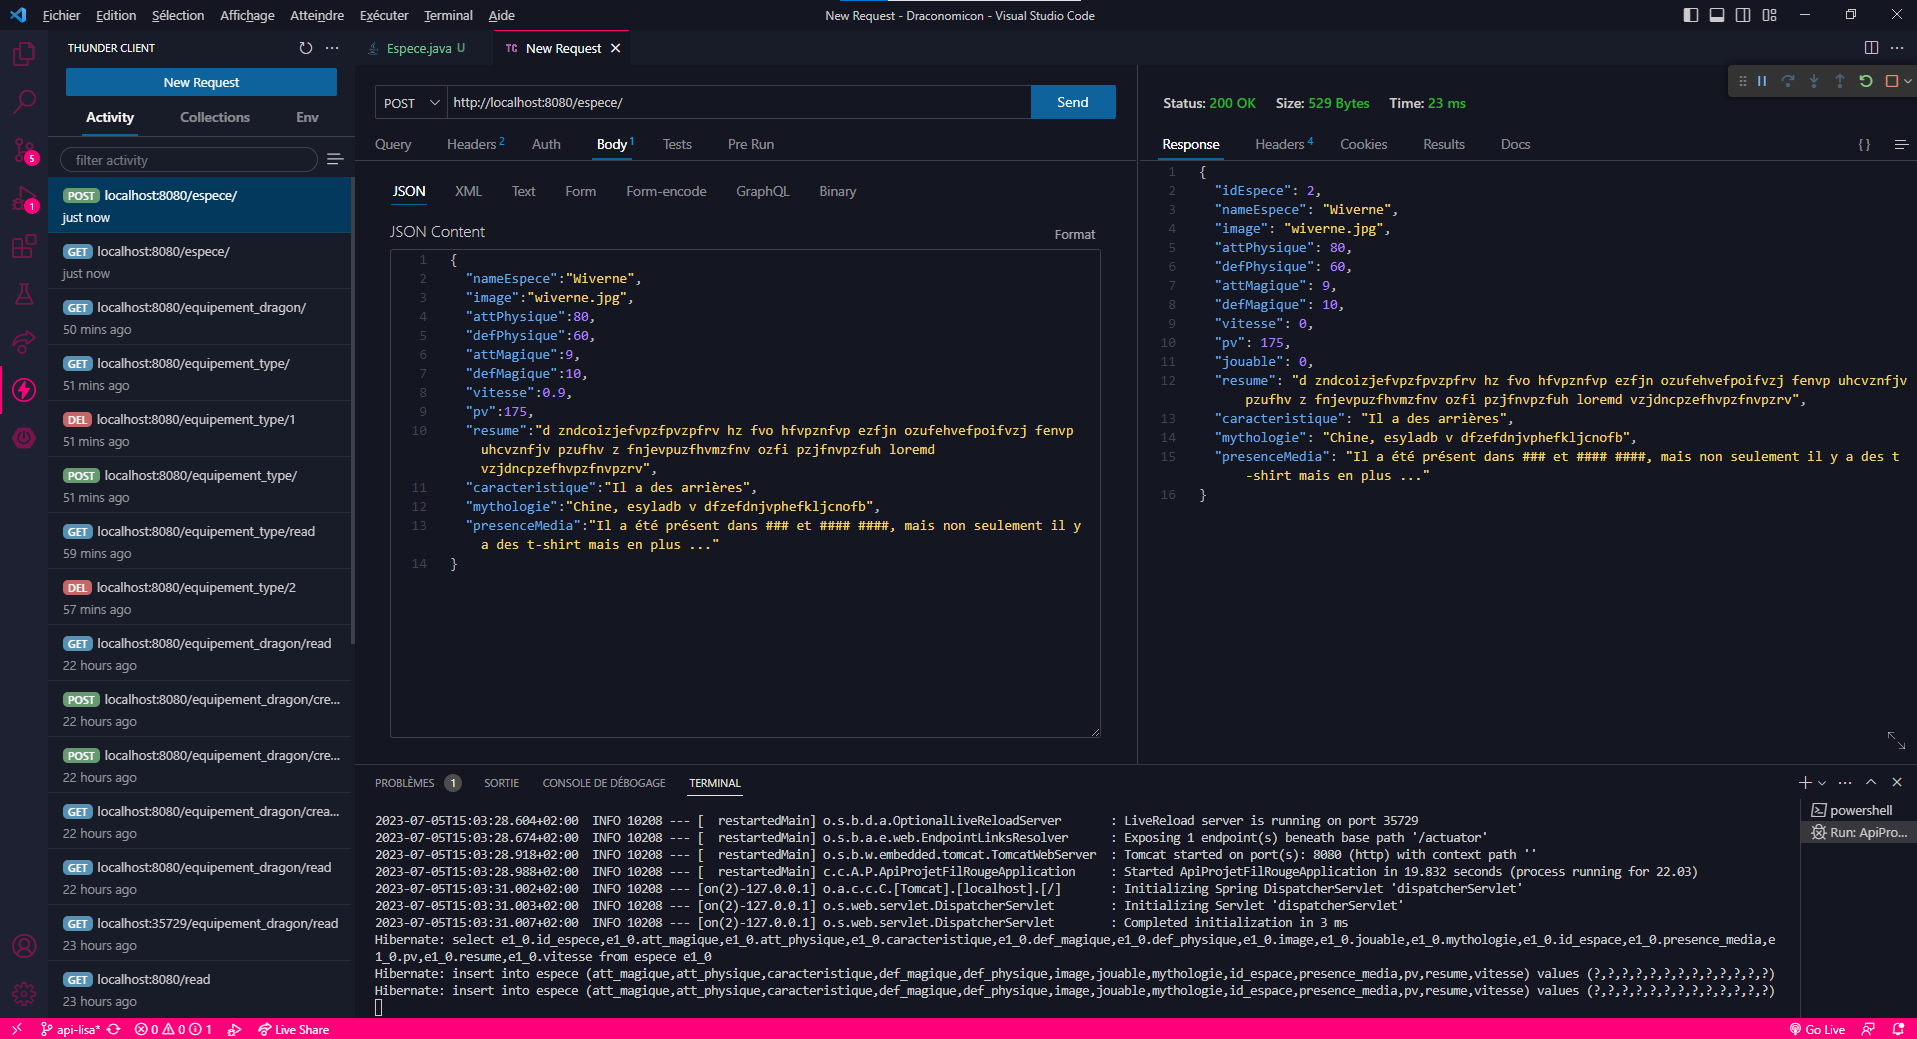 Fichier Edition Sélection Affichage Atteindre Exécuter Terminal Aide
New Request - Draconomicon - Visual Studio Code
THUNDER CLIENT
New Request
Activity Collections Env
filter activity
POST localhost:8080/espece/
just now
GET localhost:8080/espece/
just now
GET localhost:8080/equipement_dragon/
50 mins ago
GET localhost:8080/equipement_type/
51 mins ago
DEL localhost:8080/equipement_type/1
51 mins ago
POST localhost:8080/equipement_type/
51 mins ago
GET localhost:8080/equipement_type/read
59 mins ago
DEL localhost:8080/equipement_type/2
57 mins ago
GET localhost:8080/equipement_dragon/read
22 hours ago
POST localhost:8080/equipement_dragon/cre...
22 hours ago
POST localhost:8080/equipement_dragon/cre...
22 hours ago
GET localhost:8080/equipement_dragon/crea...
22 hours ago
GET localhost:8080/equipement_dragon/read
22 hours ago
GET localhost:35729/equipement_dragon/read
23 hours ago
GET localhost:8080/read
23 hours ago
5
1
Espece.java U
TC New Request
POST http://localhost:8080/espece/ Send
Query Headers 2 Auth Body 1 Tests Pre Run
JSON XML Text Form Form-encode GraphQL Binary
JSON Content
Format
1 {
2 "nameEspece":"Wiverne",
3 "image":"wiverne.jpg",
4 "attPhysique":80,
5 "defPhysique":60,
6 "attMagique":9,
7 "defMagique":10,
8 "vitesse":0.9,
9 "pv":175,
10 "resume":"d zndcoizjefvpzfpvzpfrv hz fvo hfvpznfvp ezfjn ozufehvefpoifvzj fenvp
uhcvznfjv pzufhv z fnjevpuzfhvmzfnv ozfi pzjfnvpzfuh loremd
vzjdncpzefhvpzfnvpzrv",
11 "caracteristique":"Il a des arrières",
12 "mythologie":"Chine, esyladb v dfzefdnjvphefkljcnofb",
13 "presenceMedia":"Il a été présent dans ### et #### ####, mais non seulement il y
a des t-shirt mais en plus ..."
14 }
Status: 200 OK Size: 529 Bytes Time: 23 ms
Response Headers 4 Cookies Results Docs
{ }
1 {
2 "idEspece": 2,
3 "nameEspece": "Wiverne",
4 "image": "wiverne.jpg",
5 "attPhysique": 80,
6 "defPhysique": 60,
7 "attMagique": 9,
8 "defMagique": 10,
9 "vitesse": 0,
10 "pv": 175,
11 "jouable": 0,
12 "resume": "d zndcoizjefvpzfpvzpfrv hz fvo hfvpznfvp ezfjn ozufehvefpoifvzj fenvp uhcvznfjv
pzufhv z fnjevpuzfhvmzfnv ozfi pzjfnvpzfuh loremd vzjdncpzefhvpzfnvpzrv",
13 "caracteristique": "Il a des arrières",
14 "mythologie": "Chine, esyladb v dfzefdnjvphefkljcnofb",
15 "presenceMedia": "Il a été présent dans ### et #### ####, mais non seulement il y a des t
-shirt mais en plus ..."
16 }
PROBLÈMES 1 SORTIE CONSOLE DE DÉBOGAGE TERMINAL
2023-07-05T15:03:28.604+02:00 INFO 10208 --- [ restartedMain] o.s.b.d.a.OptionalLiveReloadServer : LiveReload server is running on port 35729
2023-07-05T15:03:28.674+02:00 INFO 10208 --- [ restartedMain] o.s.b.a.e.web.EndpointLinksResolver : Exposing 1 endpoint(s) beneath base path '/actuator'
2023-07-05T15:03:28.918+02:00 INFO 10208 --- [ restartedMain] o.s.b.w.embedded.tomcat.TomcatWebServer : Tomcat started on port(s): 8080 (http) with context path ''
2023-07-05T15:03:28.988+02:00 INFO 10208 --- [ restartedMain] c.c.A.P.ApiProjetFilRougeApplication : Started ApiProjetFilRougeApplication in 19.832 seconds (process running for 22.03)
2023-07-05T15:03:31.002+02:00 INFO 10208 --- [on(2)-127.0.0.1] o.a.c.c.C.[Tomcat].[localhost].[/] : Initializing Spring DispatcherServlet 'dispatcherServlet'
2023-07-05T15:03:31.003+02:00 INFO 10208 --- [on(2)-127.0.0.1] o.s.web.servlet.DispatcherServlet : Initializing Servlet 'dispatcherServlet'
2023-07-05T15:03:31.007+02:00 INFO 10208 --- [on(2)-127.0.0.1] o.s.web.servlet.DispatcherServlet : Completed initialization in 3 ms
Hibernate: select e1_0.id_espece,e1_0.att_magique,e1_0.att_physique,e1_0.caracteristique,e1_0.def_magique,e1_0.def_physique,e1_0.image,e1_0.jouable,e1_0.mythologie,e1_0.id_espace,e1_0.presence_media,e
1_0.pv,e1_0.resume,e1_0.vitesse from espece e1_0
Hibernate: insert into espece (att_magique,att_physique,caracteristique,def_magique,def_physique,image,jouable,mythologie,id_espace,presence_media,pv,resume,vitesse) values (?,?,?,?,?,?,?,?,?,?,?,?,?)
Hibernate: insert into espece (att_magique,att_physique,caracteristique,def_magique,def_physique,image,jouable,mythologie,id_espace,presence_media,pv,resume,vitesse) values (?,?,?,?,?,?,?,?,?,?,?,?,?)
powershell
Run: ApiPro...
api-lisa* 0 0 1 Live Share
Go Live